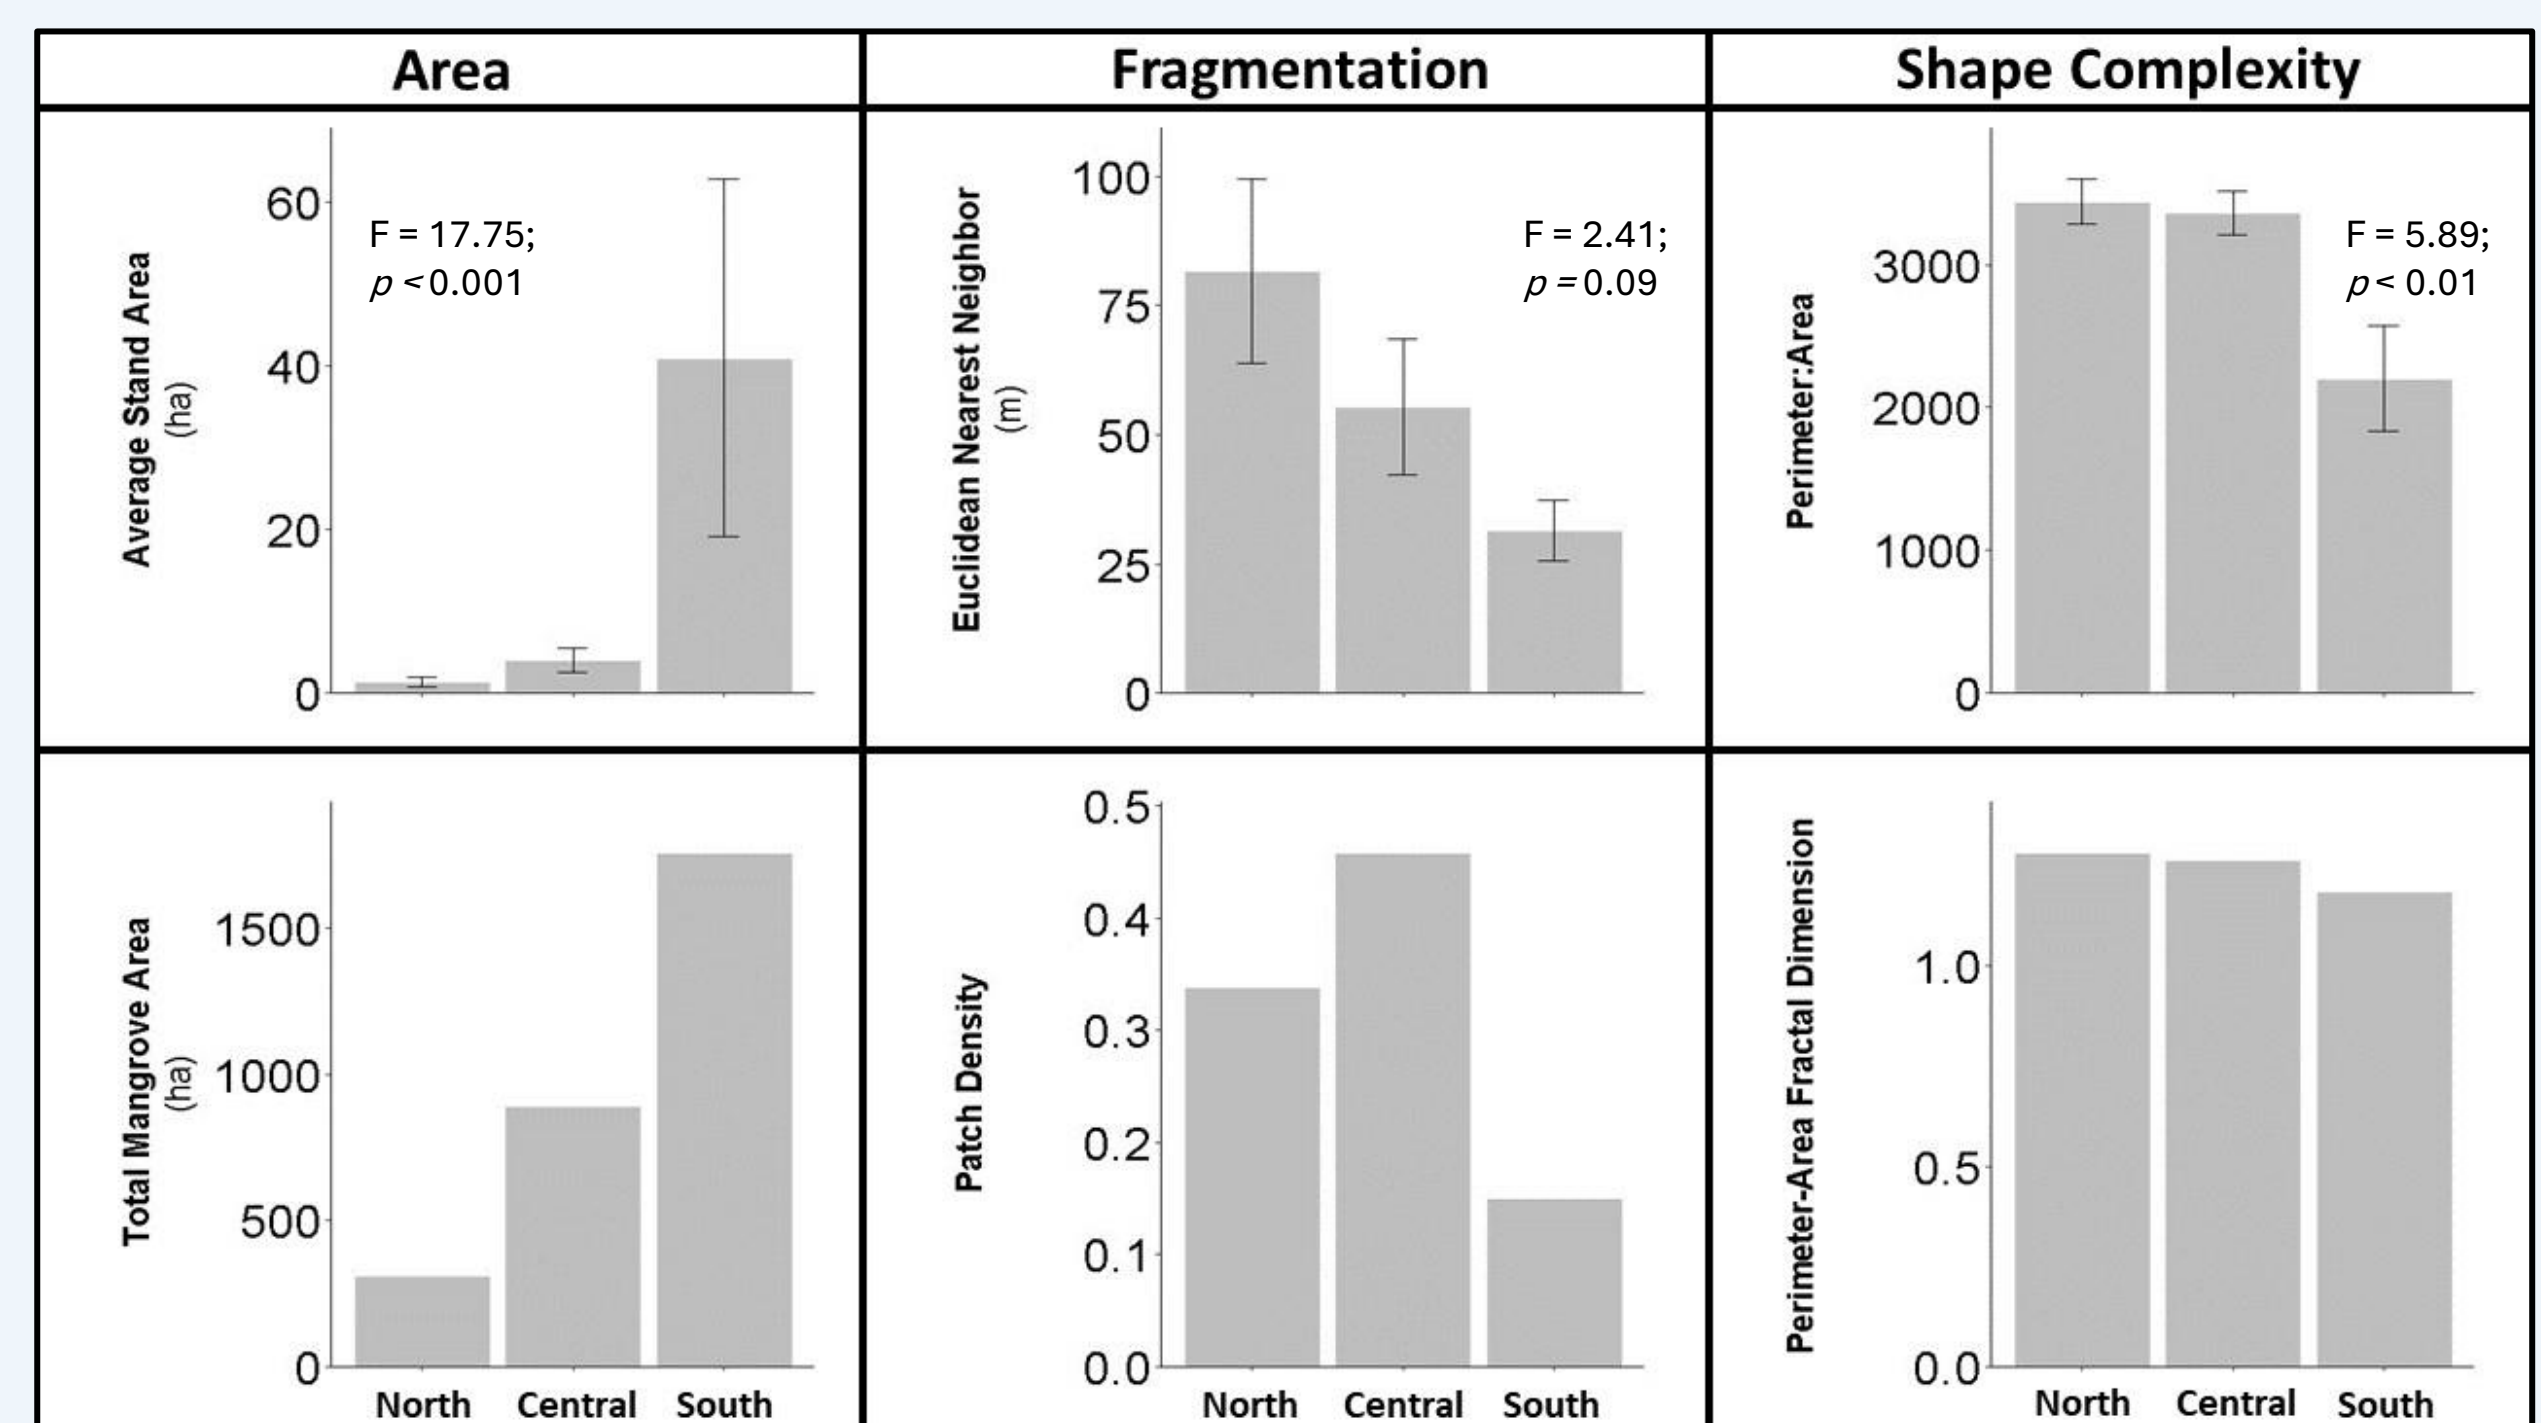 Area
Fragmentation
Shape Complexity
Average Stand Area
(ha)
60
40
20
0
F = 17.75;
p < 0.001
Euclidean Nearest Neighbor
(m)
100
75
50
25
0
F = 2.41;
p = 0.09
Perimeter:Area
3000
2000
1000
0
F = 5.89;
p < 0.01
Total Mangrove Area
(ha)
1500
1000
500
0
North Central South
Patch Density
0.5
0.4
0.3
0.2
0.1
0.0
North Central South
Perimeter-Area Fractal Dimension
1.0
0.5
0.0
North Central South